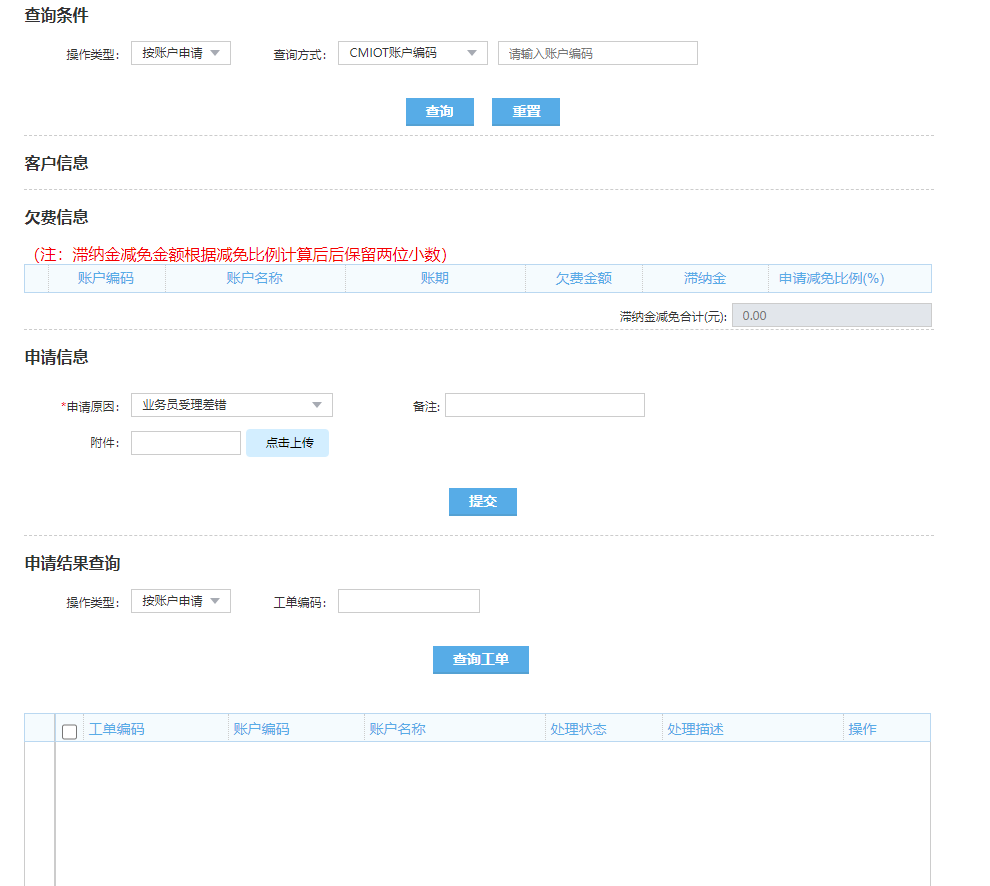 查询条件
操作类型: 按账户申请 查询方式: CMIOT账户编码 请输入账户编码
查询 重置
客户信息
欠费信息
（注：滞纳金减免金额根据减免比例计算后后保留两位小数）
账户编码 账户名称 账期 欠费金额 滞纳金 申请减免比例(%)
滞纳金减免合计(元): 0.00
申请信息
*申请原因: 业务员受理差错 备注:
附件: 点击上传
提交
申请结果查询
操作类型: 按账户申请 工单编码:
查询工单
工单编码 账户编码 账户名称 处理状态 处理描述 操作